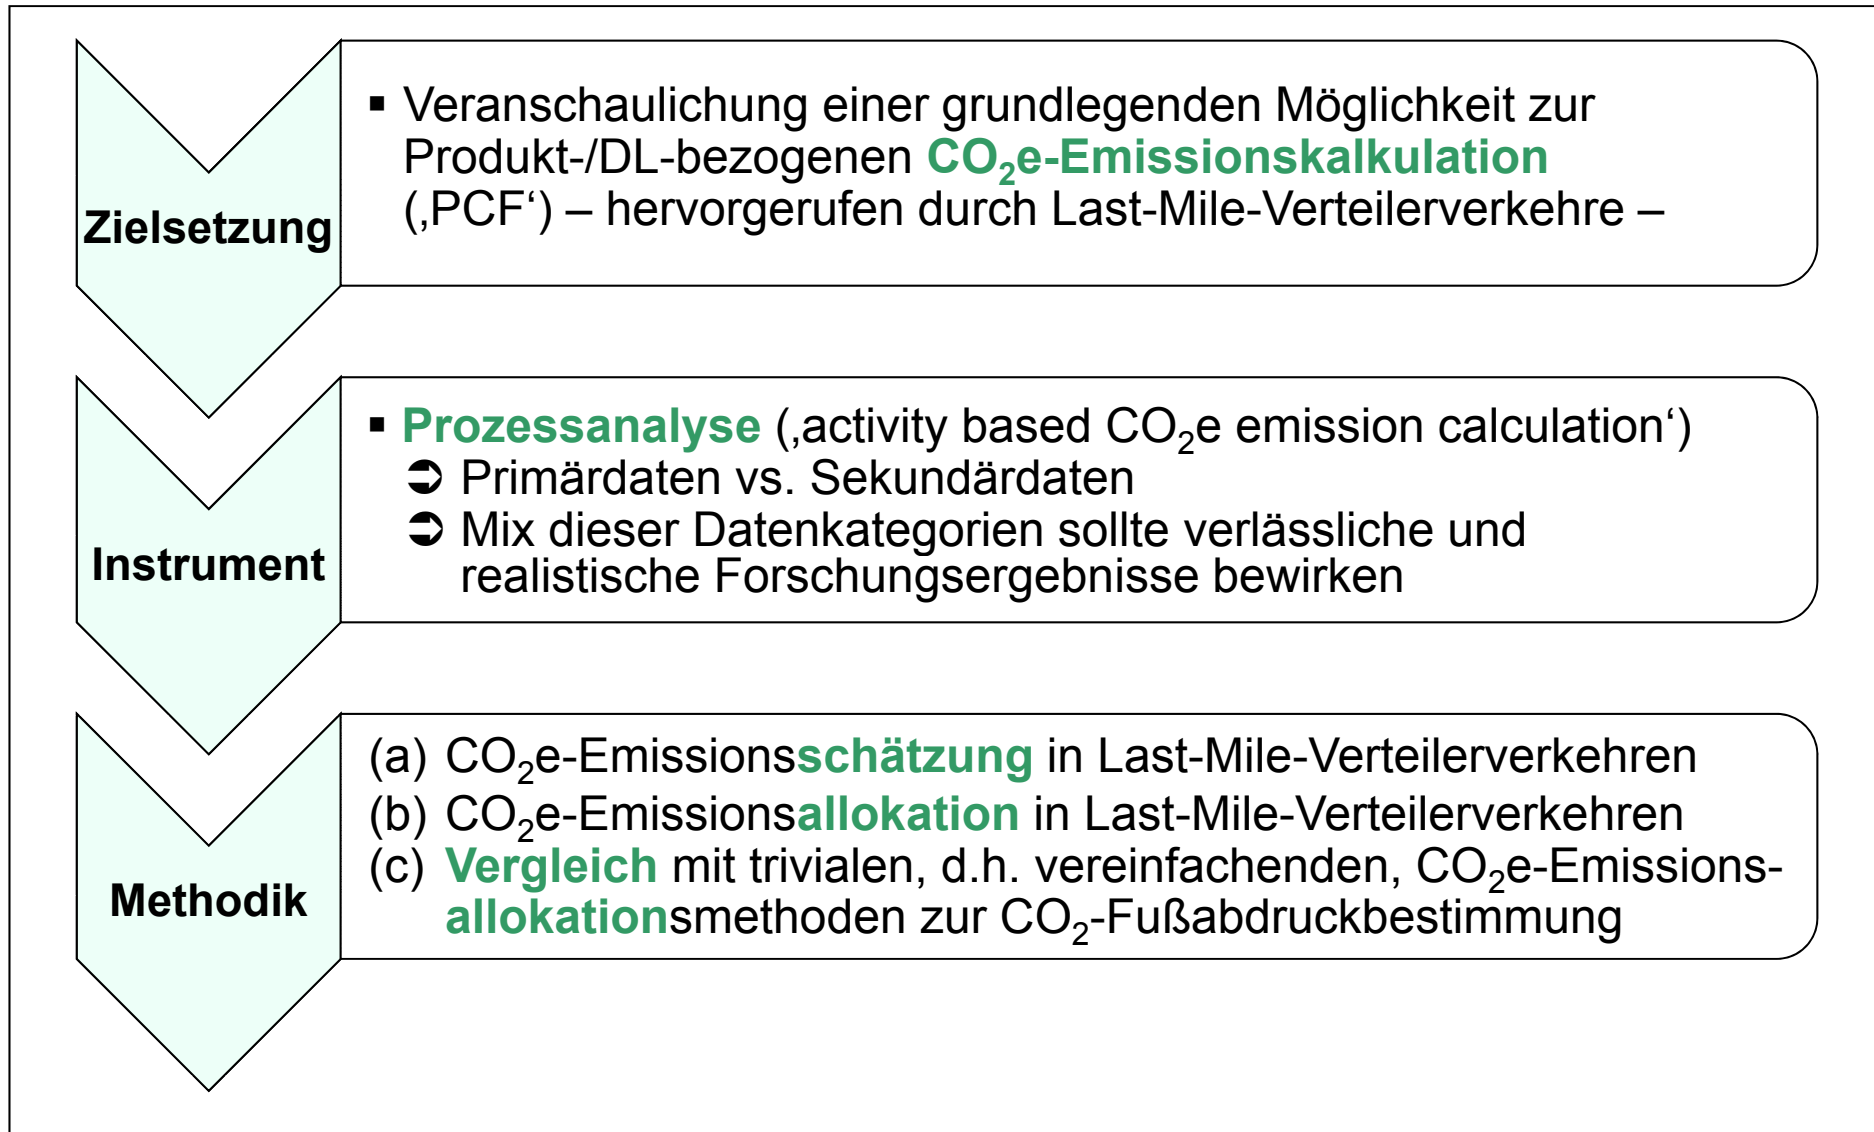 Zielsetzung
▪ Veranschaulichung einer grundlegenden Möglichkeit zur
Produkt-/DL-bezogenen CO₂e-Emissionskalkulation
(‚PCF‘) – hervorgerufen durch Last-Mile-Verteilerverkehre –
Instrument
▪ Prozessanalyse (‚activity based CO₂e emission calculation‘)
➲ Primärdaten vs. Sekundärdaten
➲ Mix dieser Datenkategorien sollte verlässliche und
realistische Forschungsergebnisse bewirken
Methodik
(a) CO₂e-Emissionsschätzung in Last-Mile-Verteilerverkehren
(b) CO₂e-Emissionsallokation in Last-Mile-Verteilerverkehren
(c) Vergleich mit trivialen, d.h. vereinfachenden, CO₂e-Emissions-
allokationsmethoden zur CO₂-Fußabdruckbestimmung